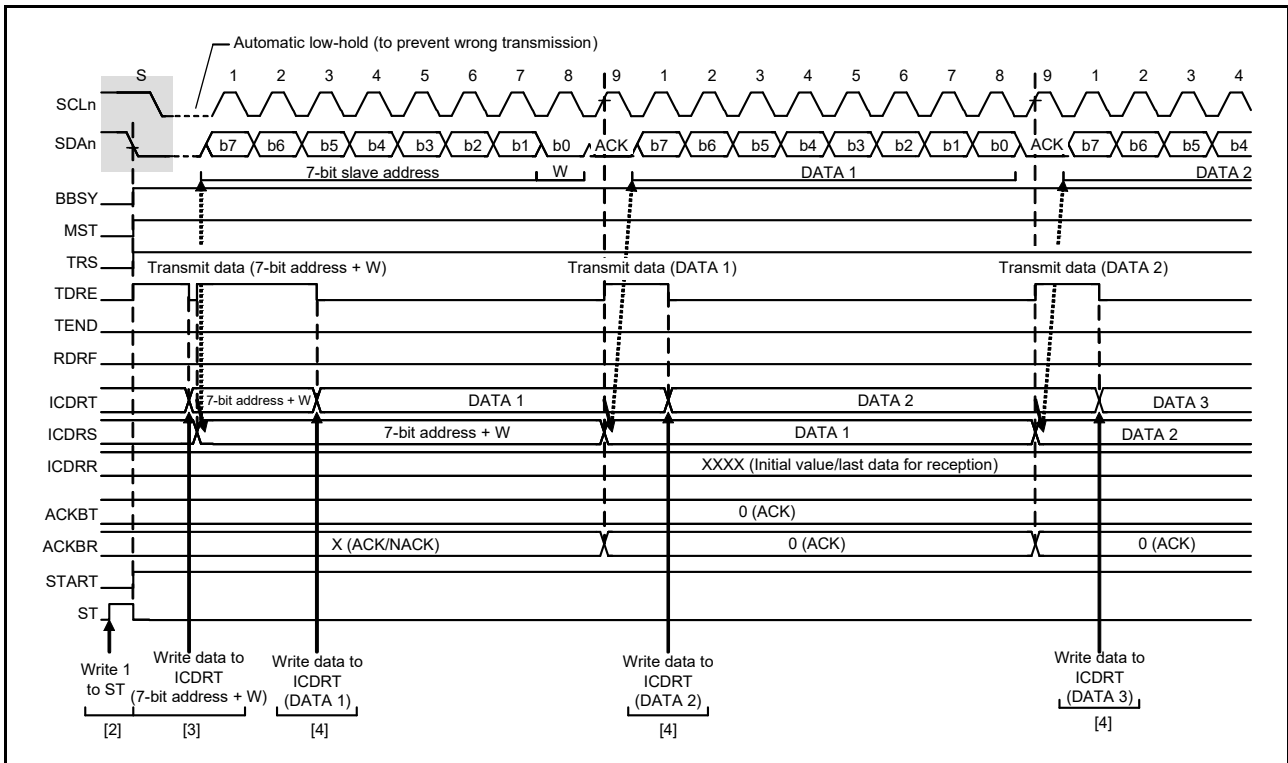 Automatic low-hold (to prevent wrong transmission)
S 1 2 3 4 5 6 7 8 9 1 2 3 4 5 6 7 8 9 1 2 3 4
SCLn
SDAn b7 b6 b5 b4 b3 b2 b1 b0 ACK b7 b6 b5 b4 b3 b2 b1 b0 ACK b7 b6 b5 b4
7-bit slave address W DATA 1 DATA 2
BBSY
MST
TRS
Transmit data (7-bit address + W) Transmit data (DATA 1) Transmit data (DATA 2)
TDRE
TEND
RDRF
ICDRT 7-bit address + W DATA 1 DATA 2 DATA 3
ICDRS 7-bit address + W DATA 1 DATA 2
ICDRR XXXX (Initial value/last data for reception)
ACKBT 0 (ACK)
ACKBR X (ACK/NACK) 0 (ACK) 0 (ACK)
START
ST
Write 1
to ST
Write data to
ICDRT
(7-bit address + W)
Write data to
ICDRT
(DATA 1)
Write data to
ICDRT
(DATA 2)
Write data to
ICDRT
(DATA 3)
[2] [3] [4] [4] [4]